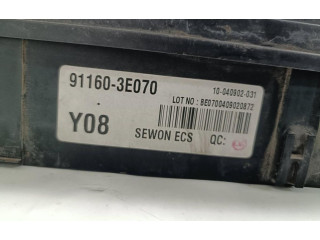 91160-3E070
10-040902-031
LOT NO : BE0700409020872
Y08
SEWON ECS QC: